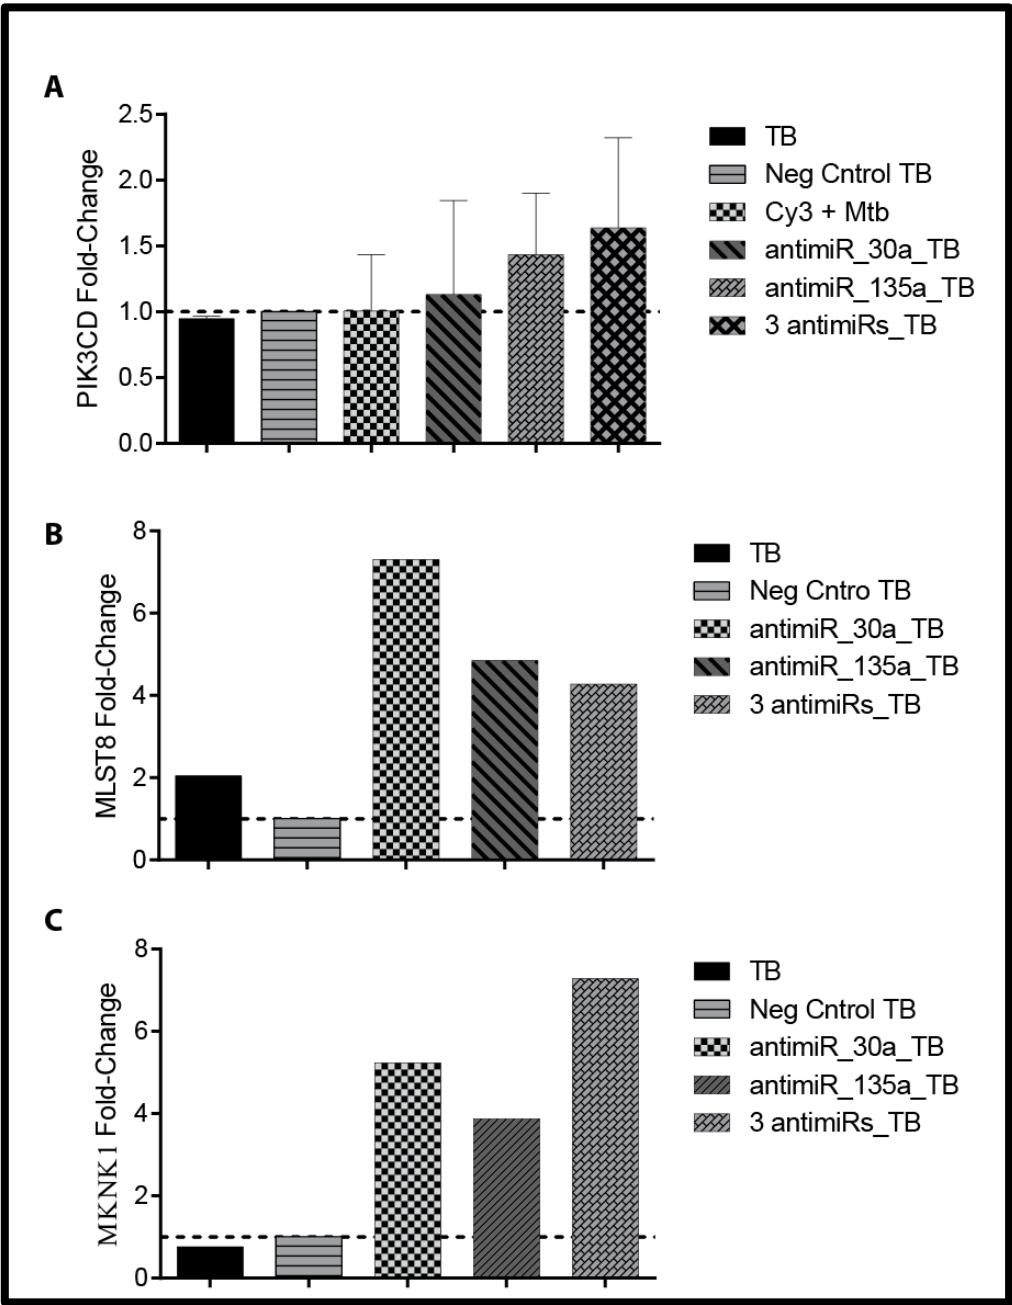 A
PIK3CD Fold-Change
2.5
2.0
1.5
1.0
0.5
0.0
TB
Neg Cntrol TB
Cy3 + Mtb
antimiR_30a_TB
antimiR_135a_TB
3 antimiRs_TB
B
MLST8 Fold-Change
8
6
4
2
0
TB
Neg Cntro TB
antimiR_30a_TB
antimiR_135a_TB
3 antimiRs_TB
C
MKNK1 Fold-Change
8
6
4
2
0
TB
Neg Cntrol TB
antimiR_30a_TB
antimiR_135a_TB
3 antimiRs_TB